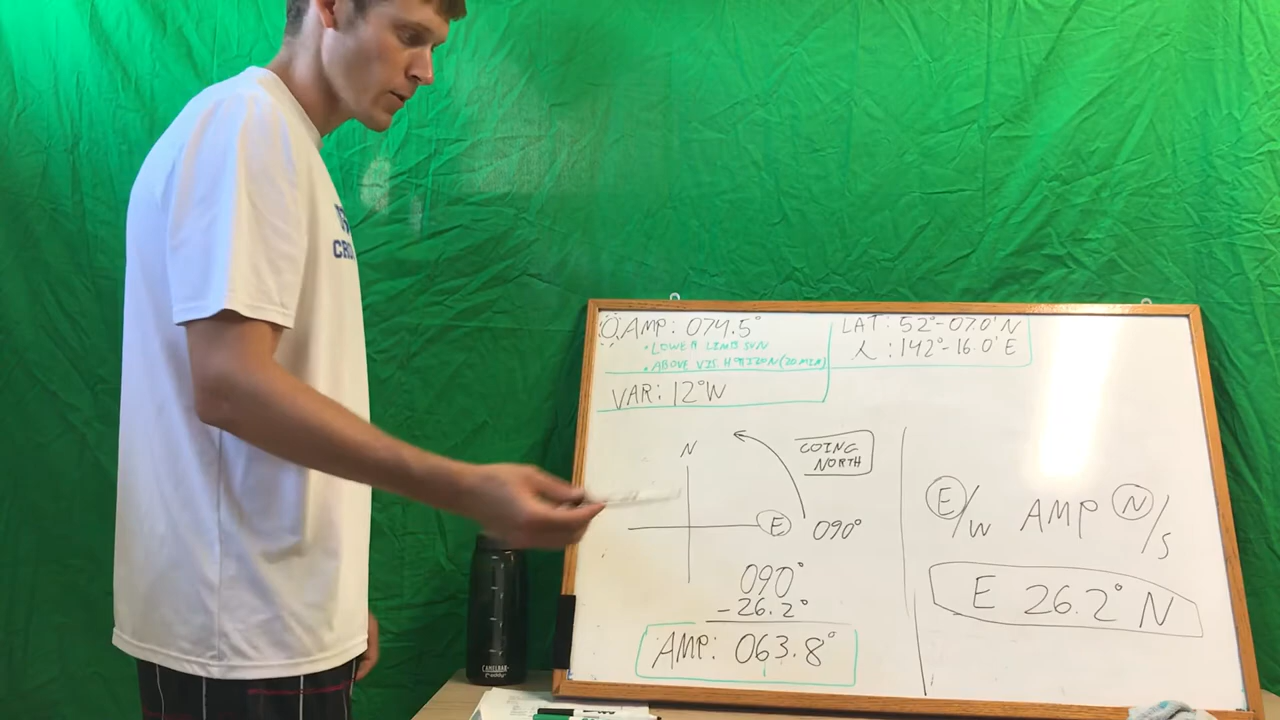 AMP: 074.5°
• LOWER LIMB SUN
• ABOVE VIS. HORIZON (20 MIN)
VAR: 12°W
LAT: 52°-07.0'N
λ: 142°-16.0'E
N
GOING
NORTH
E
090°
090°
-26.2°
AMP: 063.8°
E/W AMP N/S
E 26.2° N
CAMELBAK